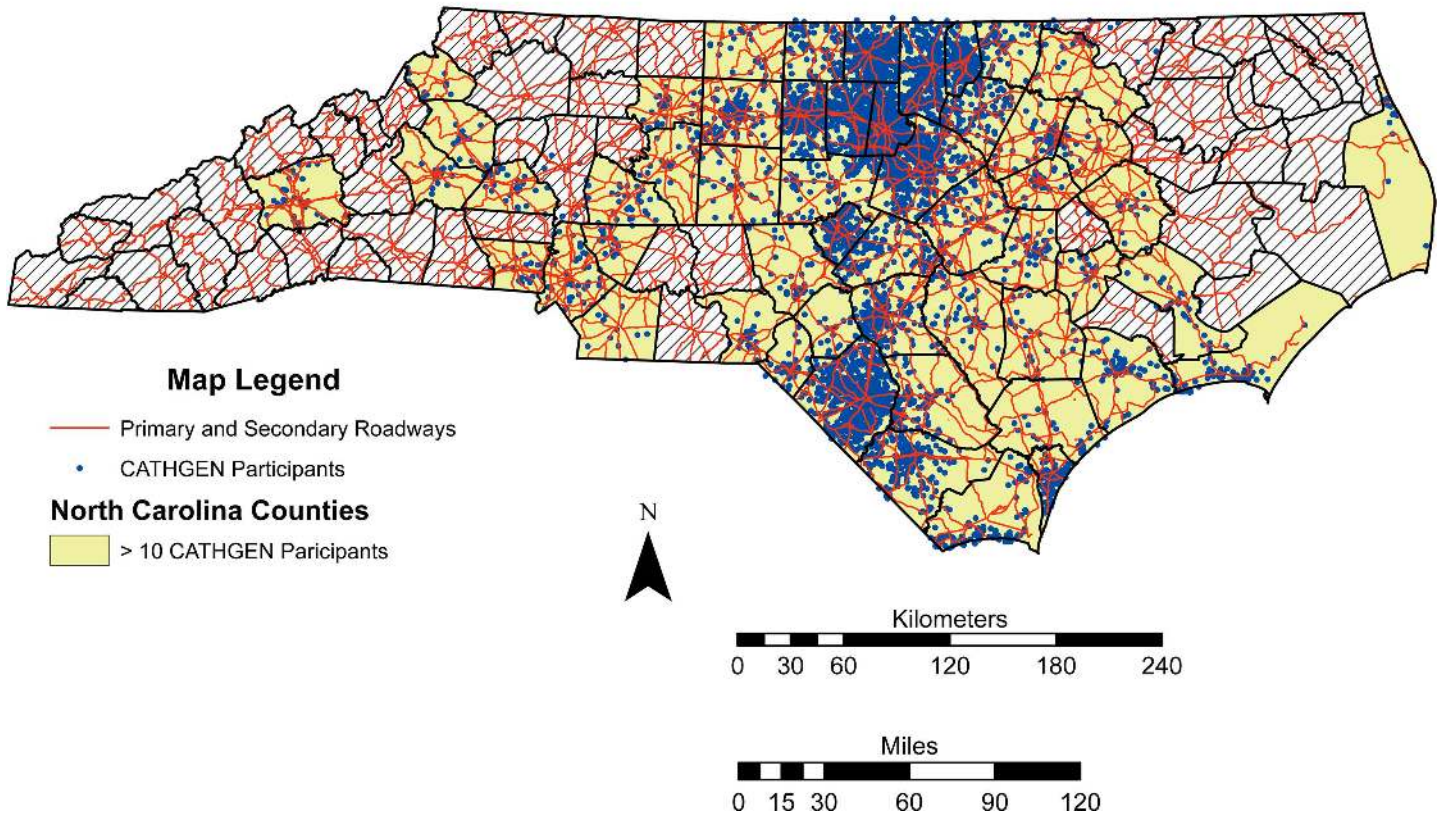 Map Legend
Primary and Secondary Roadways
CATHGEN Participants
North Carolina Counties
> 10 CATHGEN Paricipants
N
Kilometers
0 30 60 120 180 240
Miles
0 15 30 60 90 120